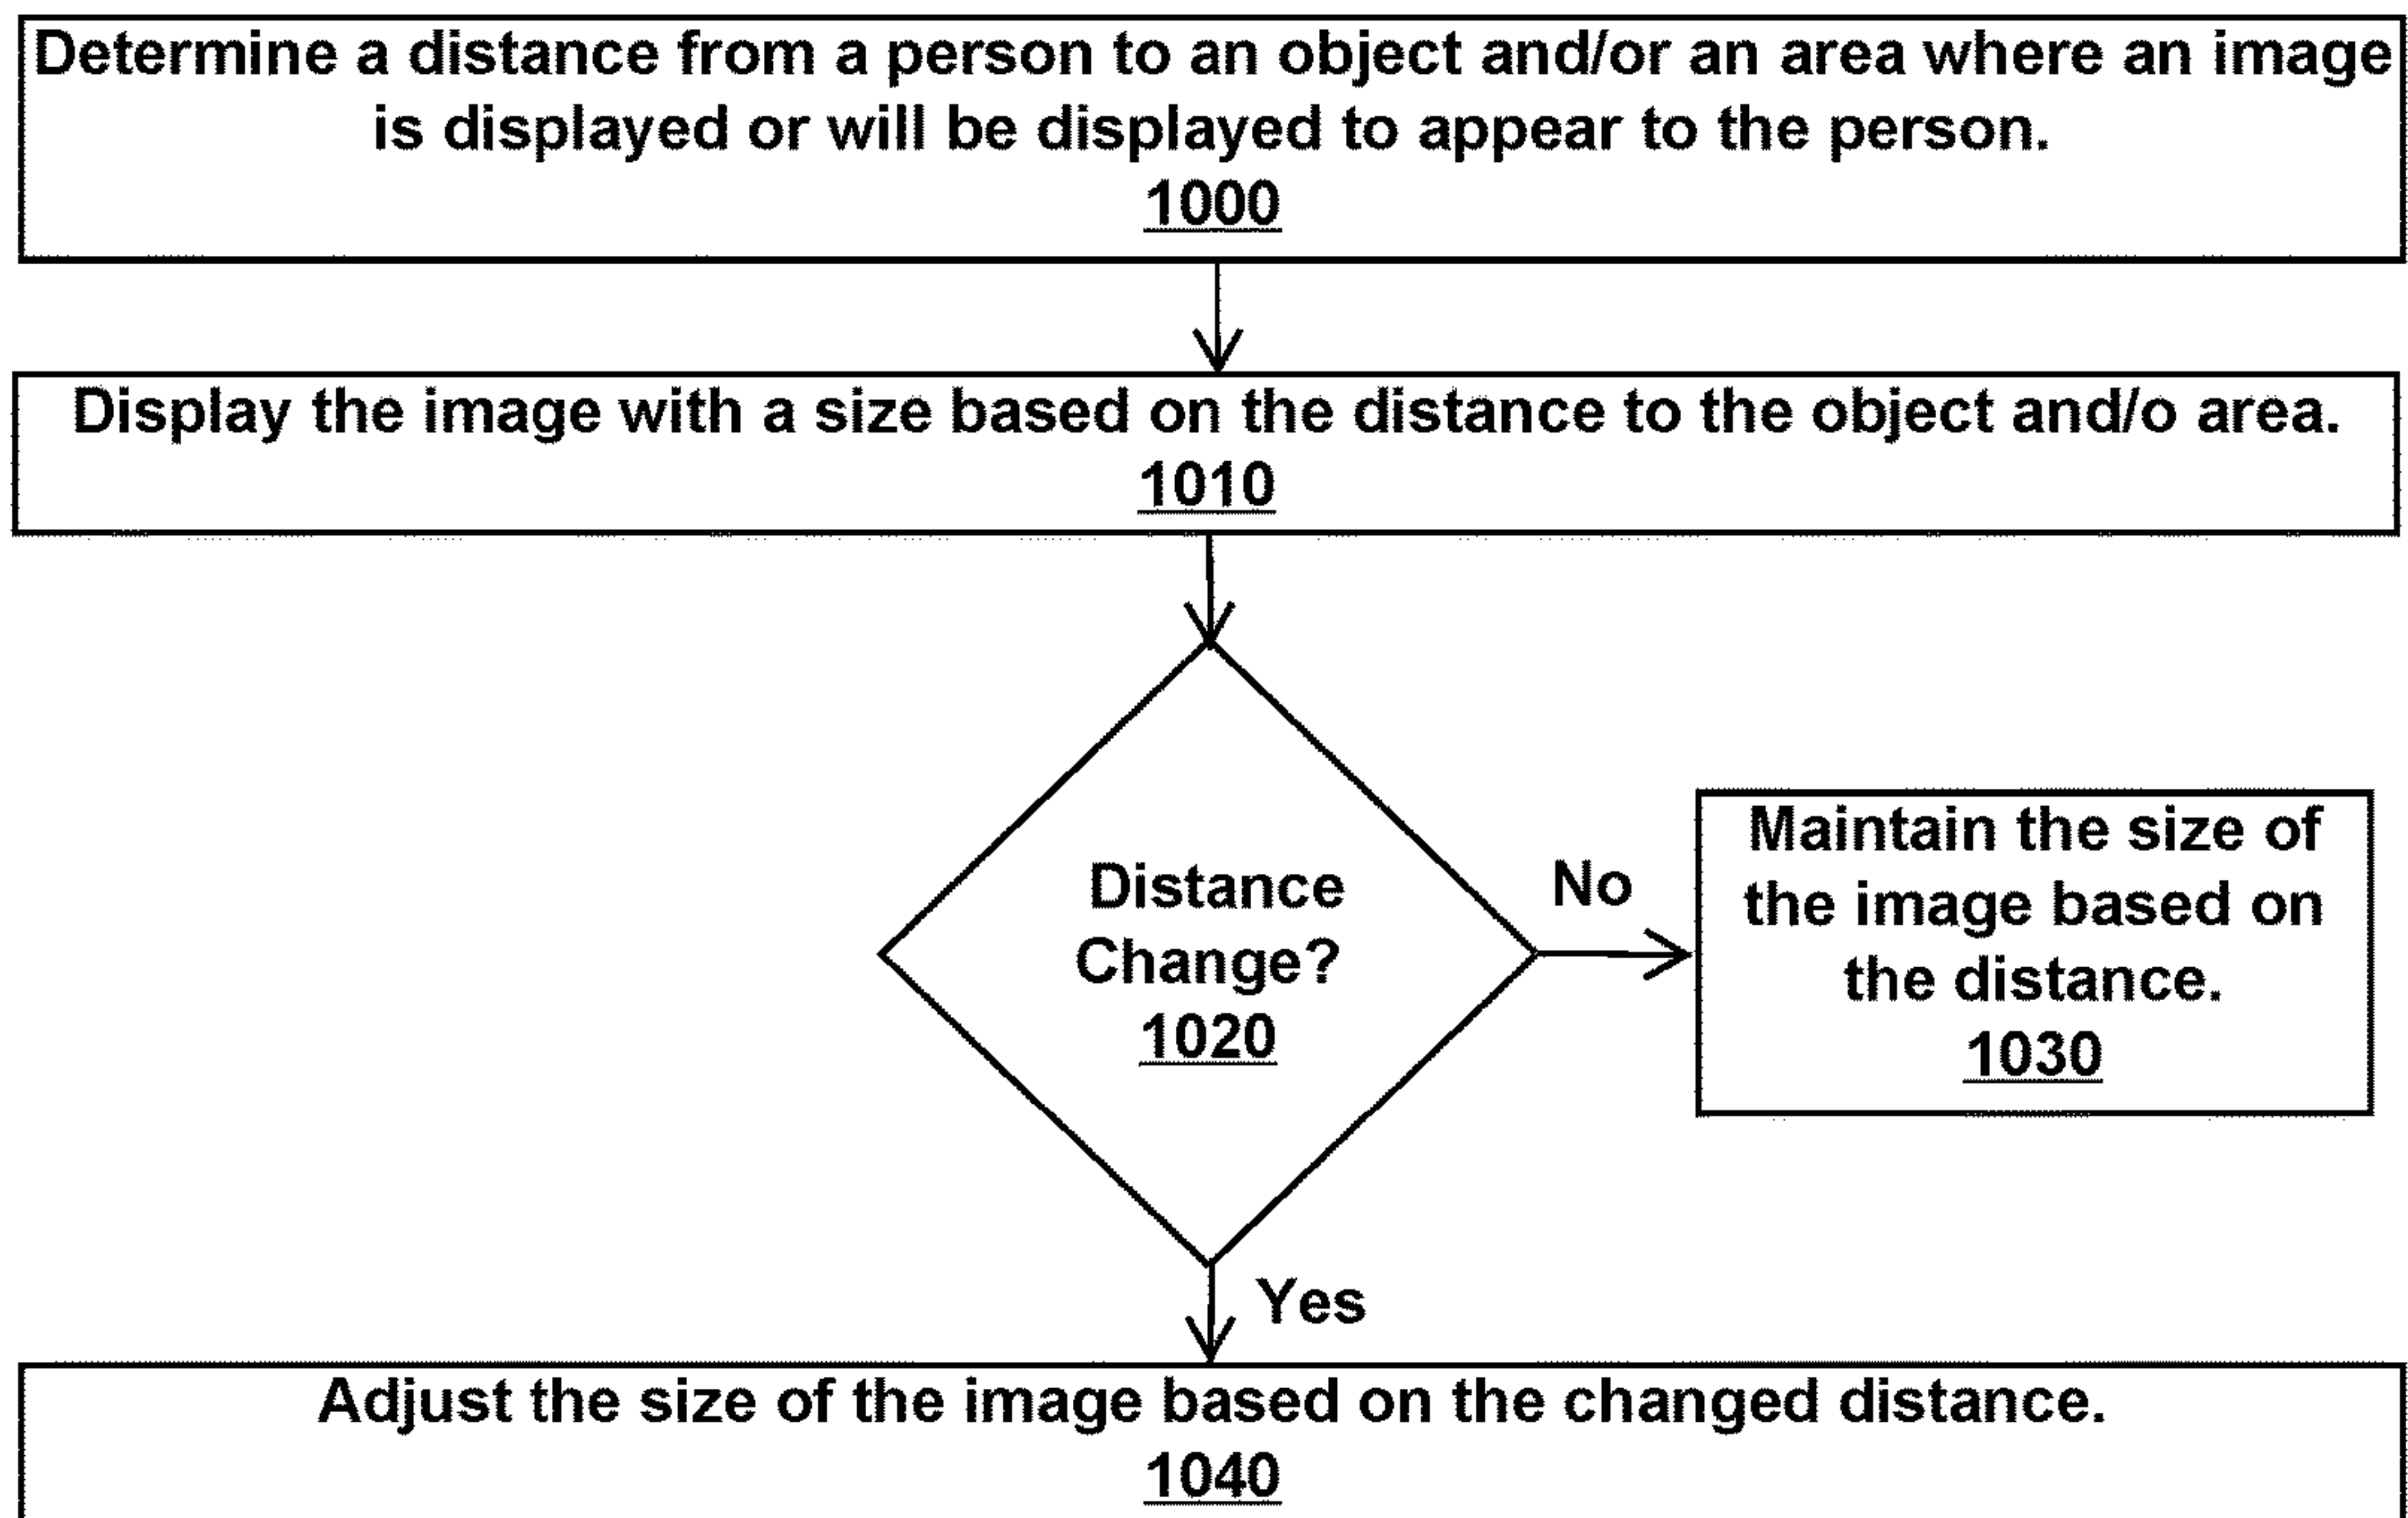 Determine a distance from a person to an object and/or an area where an image
is displayed or will be displayed to appear to the person.
1000
Display the image with a size based on the distance to the object and/o area.
1010
Distance
Change?
1020
No
Maintain the size of
the image based on
the distance.
1030
Yes
Adjust the size of the image based on the changed distance.
1040